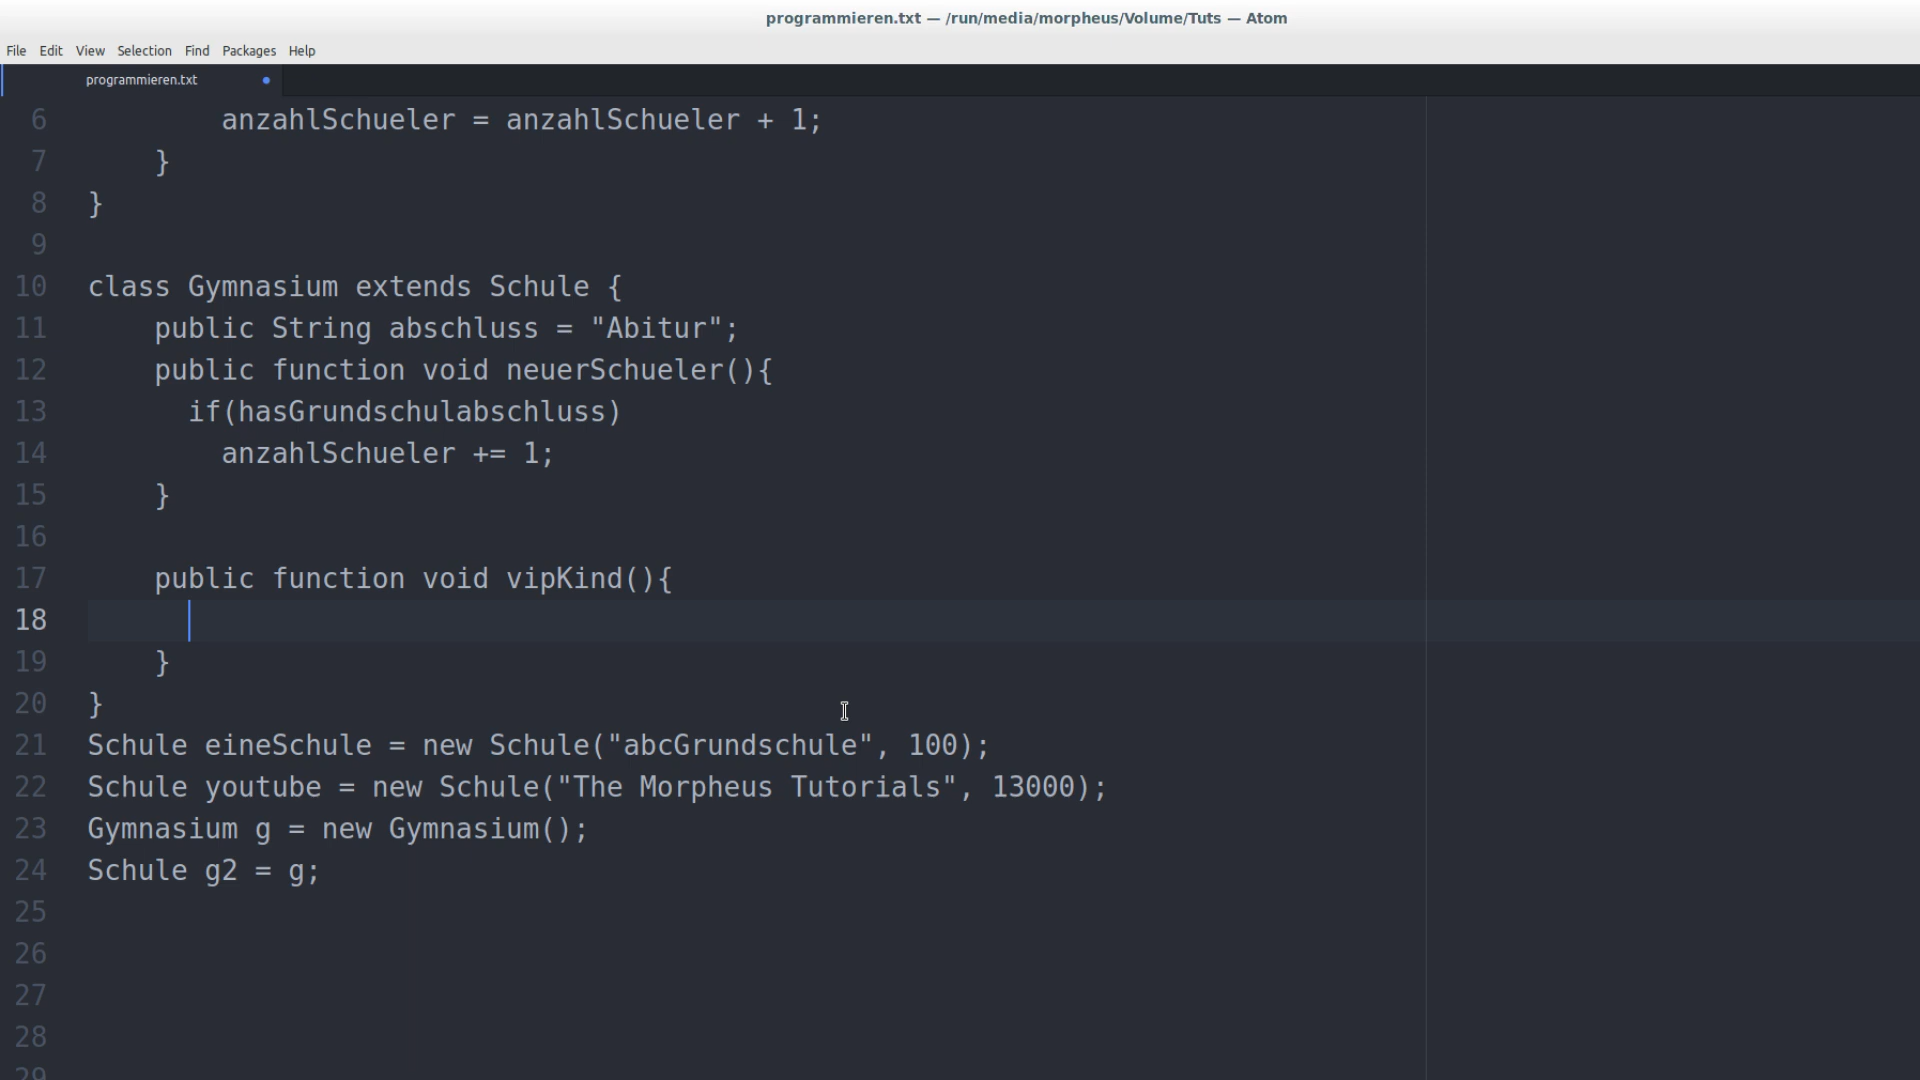 programmieren.txt — /run/media/morpheus/Volume/Tuts — Atom
File Edit View Selection Find Packages Help
programmieren.txt
6 anzahlSchueler = anzahlSchueler + 1;
7 }
8 }
9
10 class Gymnasium extends Schule {
11 public String abschluss = "Abitur";
12 public function void neuerSchueler(){
13 if(hasGrundschulabschluss)
14 anzahlSchueler += 1;
15 }
16
17 public function void vipKind(){
18
19 }
20 }
21 Schule eineSchule = new Schule("abcGrundschule", 100);
22 Schule youtube = new Schule("The Morpheus Tutorials", 13000);
23 Gymnasium g = new Gymnasium();
24 Schule g2 = g;
25
26
27
28
29